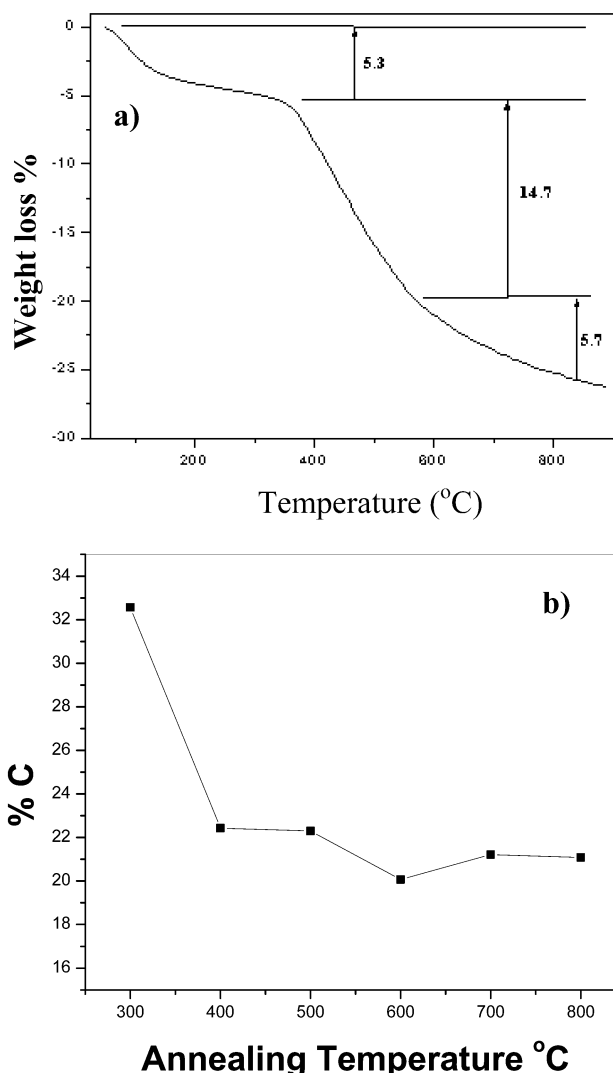 0
5.3
-5
a)
-10
14.7
-15
-20
5.7
-25
-30
Weight loss %
200 400 600 800
Temperature (°C)
34
b)
32
30
28
26
24
22
20
18
16
% C
300 400 500 600 700 800
Annealing Temperature °C